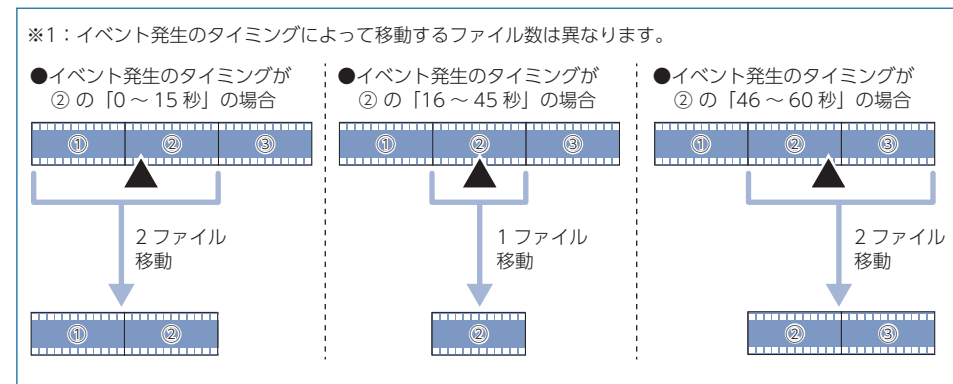 ※1：イベント発生のタイミングによって移動するファイル数は異なります。
●イベント発生のタイミングが
② の「0 ～ 15 秒」の場合
① ② ③
2 ファイル
移動
① ②
●イベント発生のタイミングが
② の「16 ～ 45 秒」の場合
① ② ③
1 ファイル
移動
②
●イベント発生のタイミングが
② の「46 ～ 60 秒」の場合
① ② ③
2 ファイル
移動
② ③